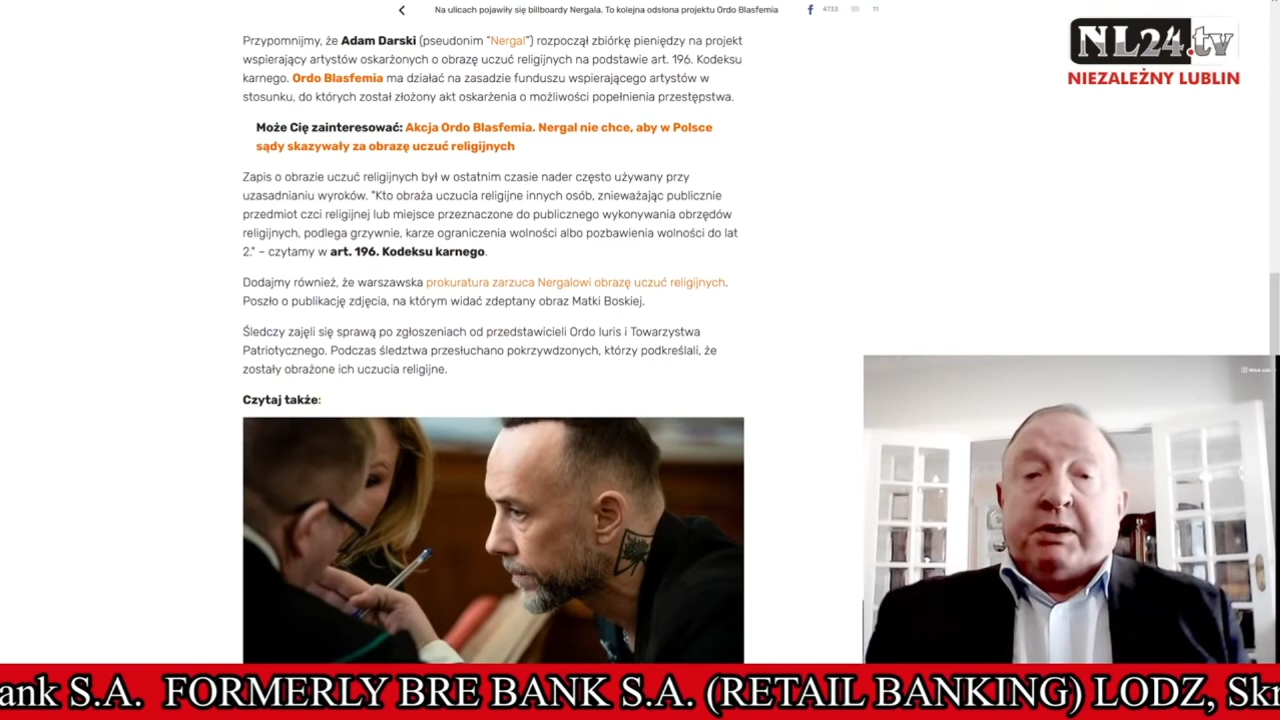 Na ulicach pojawiły się billboardy Nergala. To kolejna odsłona projektu Ordo Blasfemia
4733
11
NL24.tv
NIEZALEŻNY LUBLIN
Przypomnijmy, że Adam Darski (pseudonim "Nergal") rozpoczął zbiórkę pieniędzy na projekt
wspierający artystów oskarżonych o obrazę uczuć religijnych na podstawie art. 196. Kodeksu
karnego. Ordo Blasfemia ma działać na zasadzie funduszu wspierającego artystów w
stosunku, do których został złożony akt oskarżenia o możliwości popełnienia przestępstwa.
Może Cię zainteresować: Akcja Ordo Blasfemia. Nergal nie chce, aby w Polsce
sądy skazywały za obrazę uczuć religijnych
Zapis o obrazie uczuć religijnych był w ostatnim czasie nader często używany przy
uzasadnianiu wyroków. "Kto obraża uczucia religijne innych osób, znieważając publicznie
przedmiot czci religijnej lub miejsce przeznaczone do publicznego wykonywania obrzędów
religijnych, podlega grzywnie, karze ograniczenia wolności albo pozbawienia wolności do lat
2." – czytamy w art. 196. Kodeksu karnego.
Dodajmy również, że warszawska prokuratura zarzuca Nergalowi obrazę uczuć religijnych.
Poszło o publikację zdjęcia, na którym widać zdeptany obraz Matki Boskiej.
Śledczy zajęli się sprawą po zgłoszeniach od przedstawicieli Ordo Iuris i Towarzystwa
Patriotycznego. Podczas śledztwa przesłuchano pokrzywdzonych, którzy podkreślali, że
zostały obrażone ich uczucia religijne.
Czytaj także:
ank S.A. FORMERLY BRE BANK S.A. (RETAIL BANKING) LODZ, Skr